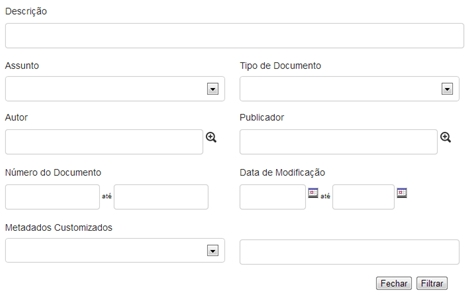 Descrição
Assunto Tipo de Documento
Autor Publicador
Número do Documento Data de Modificação
até até
Metadados Customizados
Fechar Filtrar